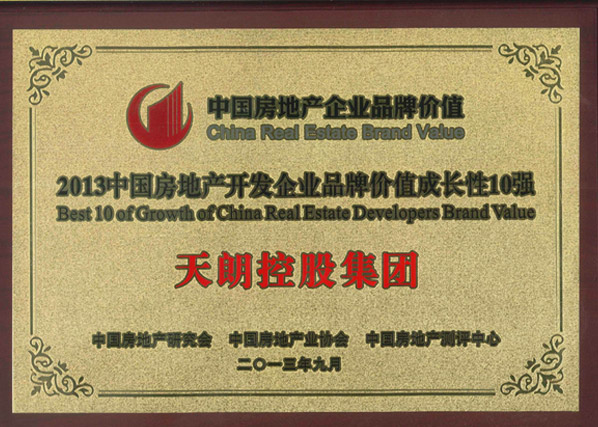 中国房地产企业品牌价值
China Real Estate Brand Value
2013中国房地产开发企业品牌价值成长性10强
Best 10 of Growth of China Real Estate Developers Brand Value
天朗控股集团
中国房地产研究会 中国房地产业协会 中国房地产测评中心
二〇一三年九月